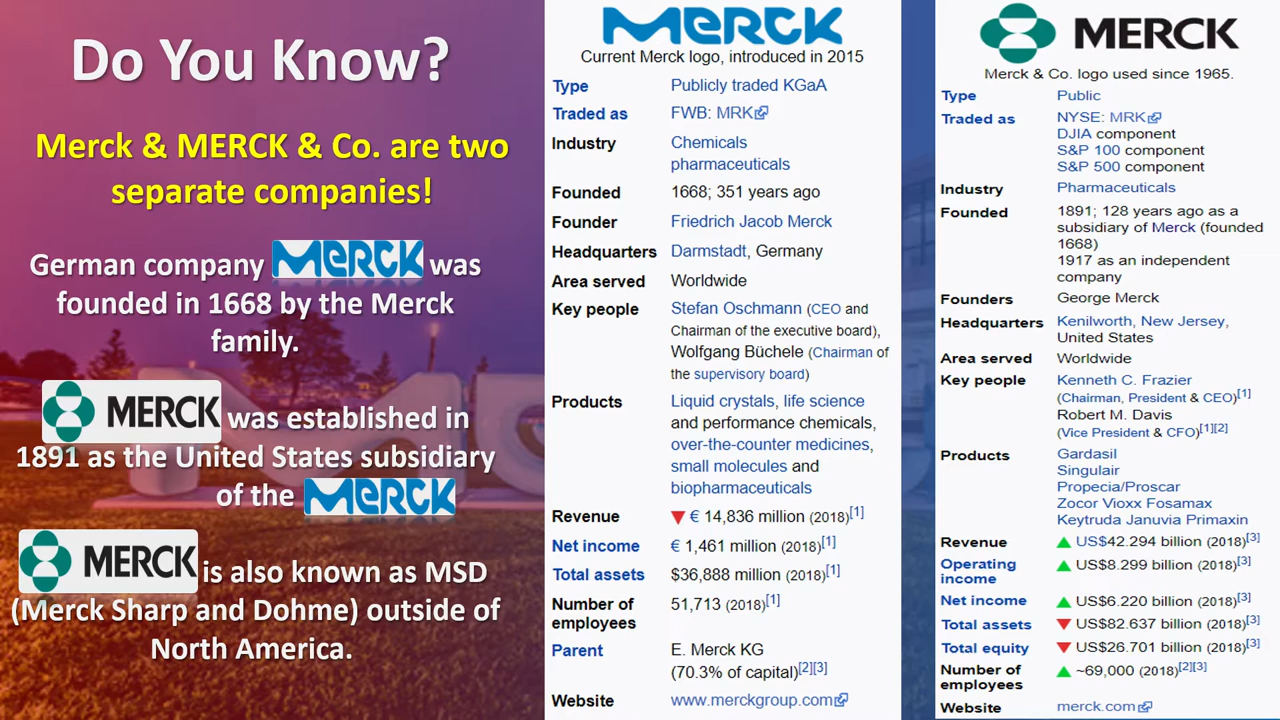 Do You Know?
Merck & MERCK & Co. are two
separate companies!
German company MERCK was
founded in 1668 by the Merck
family.
MERCK was established in
1891 as the United States subsidiary
of the MERCK
MERCK is also known as MSD
(Merck Sharp and Dohme) outside of
North America.
MERCK
Current Merck logo, introduced in 2015
Type Publicly traded KGaA
Traded as FWB: MRK
Industry Chemicals
pharmaceuticals
Founded 1668; 351 years ago
Founder Friedrich Jacob Merck
Headquarters Darmstadt, Germany
Area served Worldwide
Key people Stefan Oschmann (CEO and
Chairman of the executive board),
Wolfgang Büchele (Chairman of
the supervisory board)
Products Liquid crystals, life science
and performance chemicals,
over-the-counter medicines,
small molecules and
biopharmaceuticals
Revenue ▼ € 14,836 million (2018)[1]
Net income € 1,461 million (2018)[1]
Total assets $36,888 million (2018)[1]
Number of employees 51,713 (2018)[1]
Parent E. Merck KG
(70.3% of capital)[2][3]
Website www.merckgroup.com
MERCK
Merck & Co. logo used since 1965.
Type Public
Traded as NYSE: MRK
DJIA component
S&P 100 component
S&P 500 component
Industry Pharmaceuticals
Founded 1891; 128 years ago as a
subsidiary of Merck (founded
1668)
1917 as an independent
company
Founders George Merck
Headquarters Kenilworth, New Jersey,
United States
Area served Worldwide
Key people Kenneth C. Frazier
(Chairman, President & CEO)[1]
Robert M. Davis
(Vice President & CFO)[1][2]
Products Gardasil
Singulair
Propecia/Proscar
Zocor Vioxx Fosamax
Keytruda Januvia Primaxin
Revenue ▲ US$42.294 billion (2018)[3]
Operating income ▲ US$8.299 billion (2018)[3]
Net income ▲ US$6.220 billion (2018)[3]
Total assets ▼ US$82.637 billion (2018)[3]
Total equity ▼ US$26.701 billion (2018)[3]
Number of employees ▲ ~69,000 (2018)[2][3]
Website merck.com